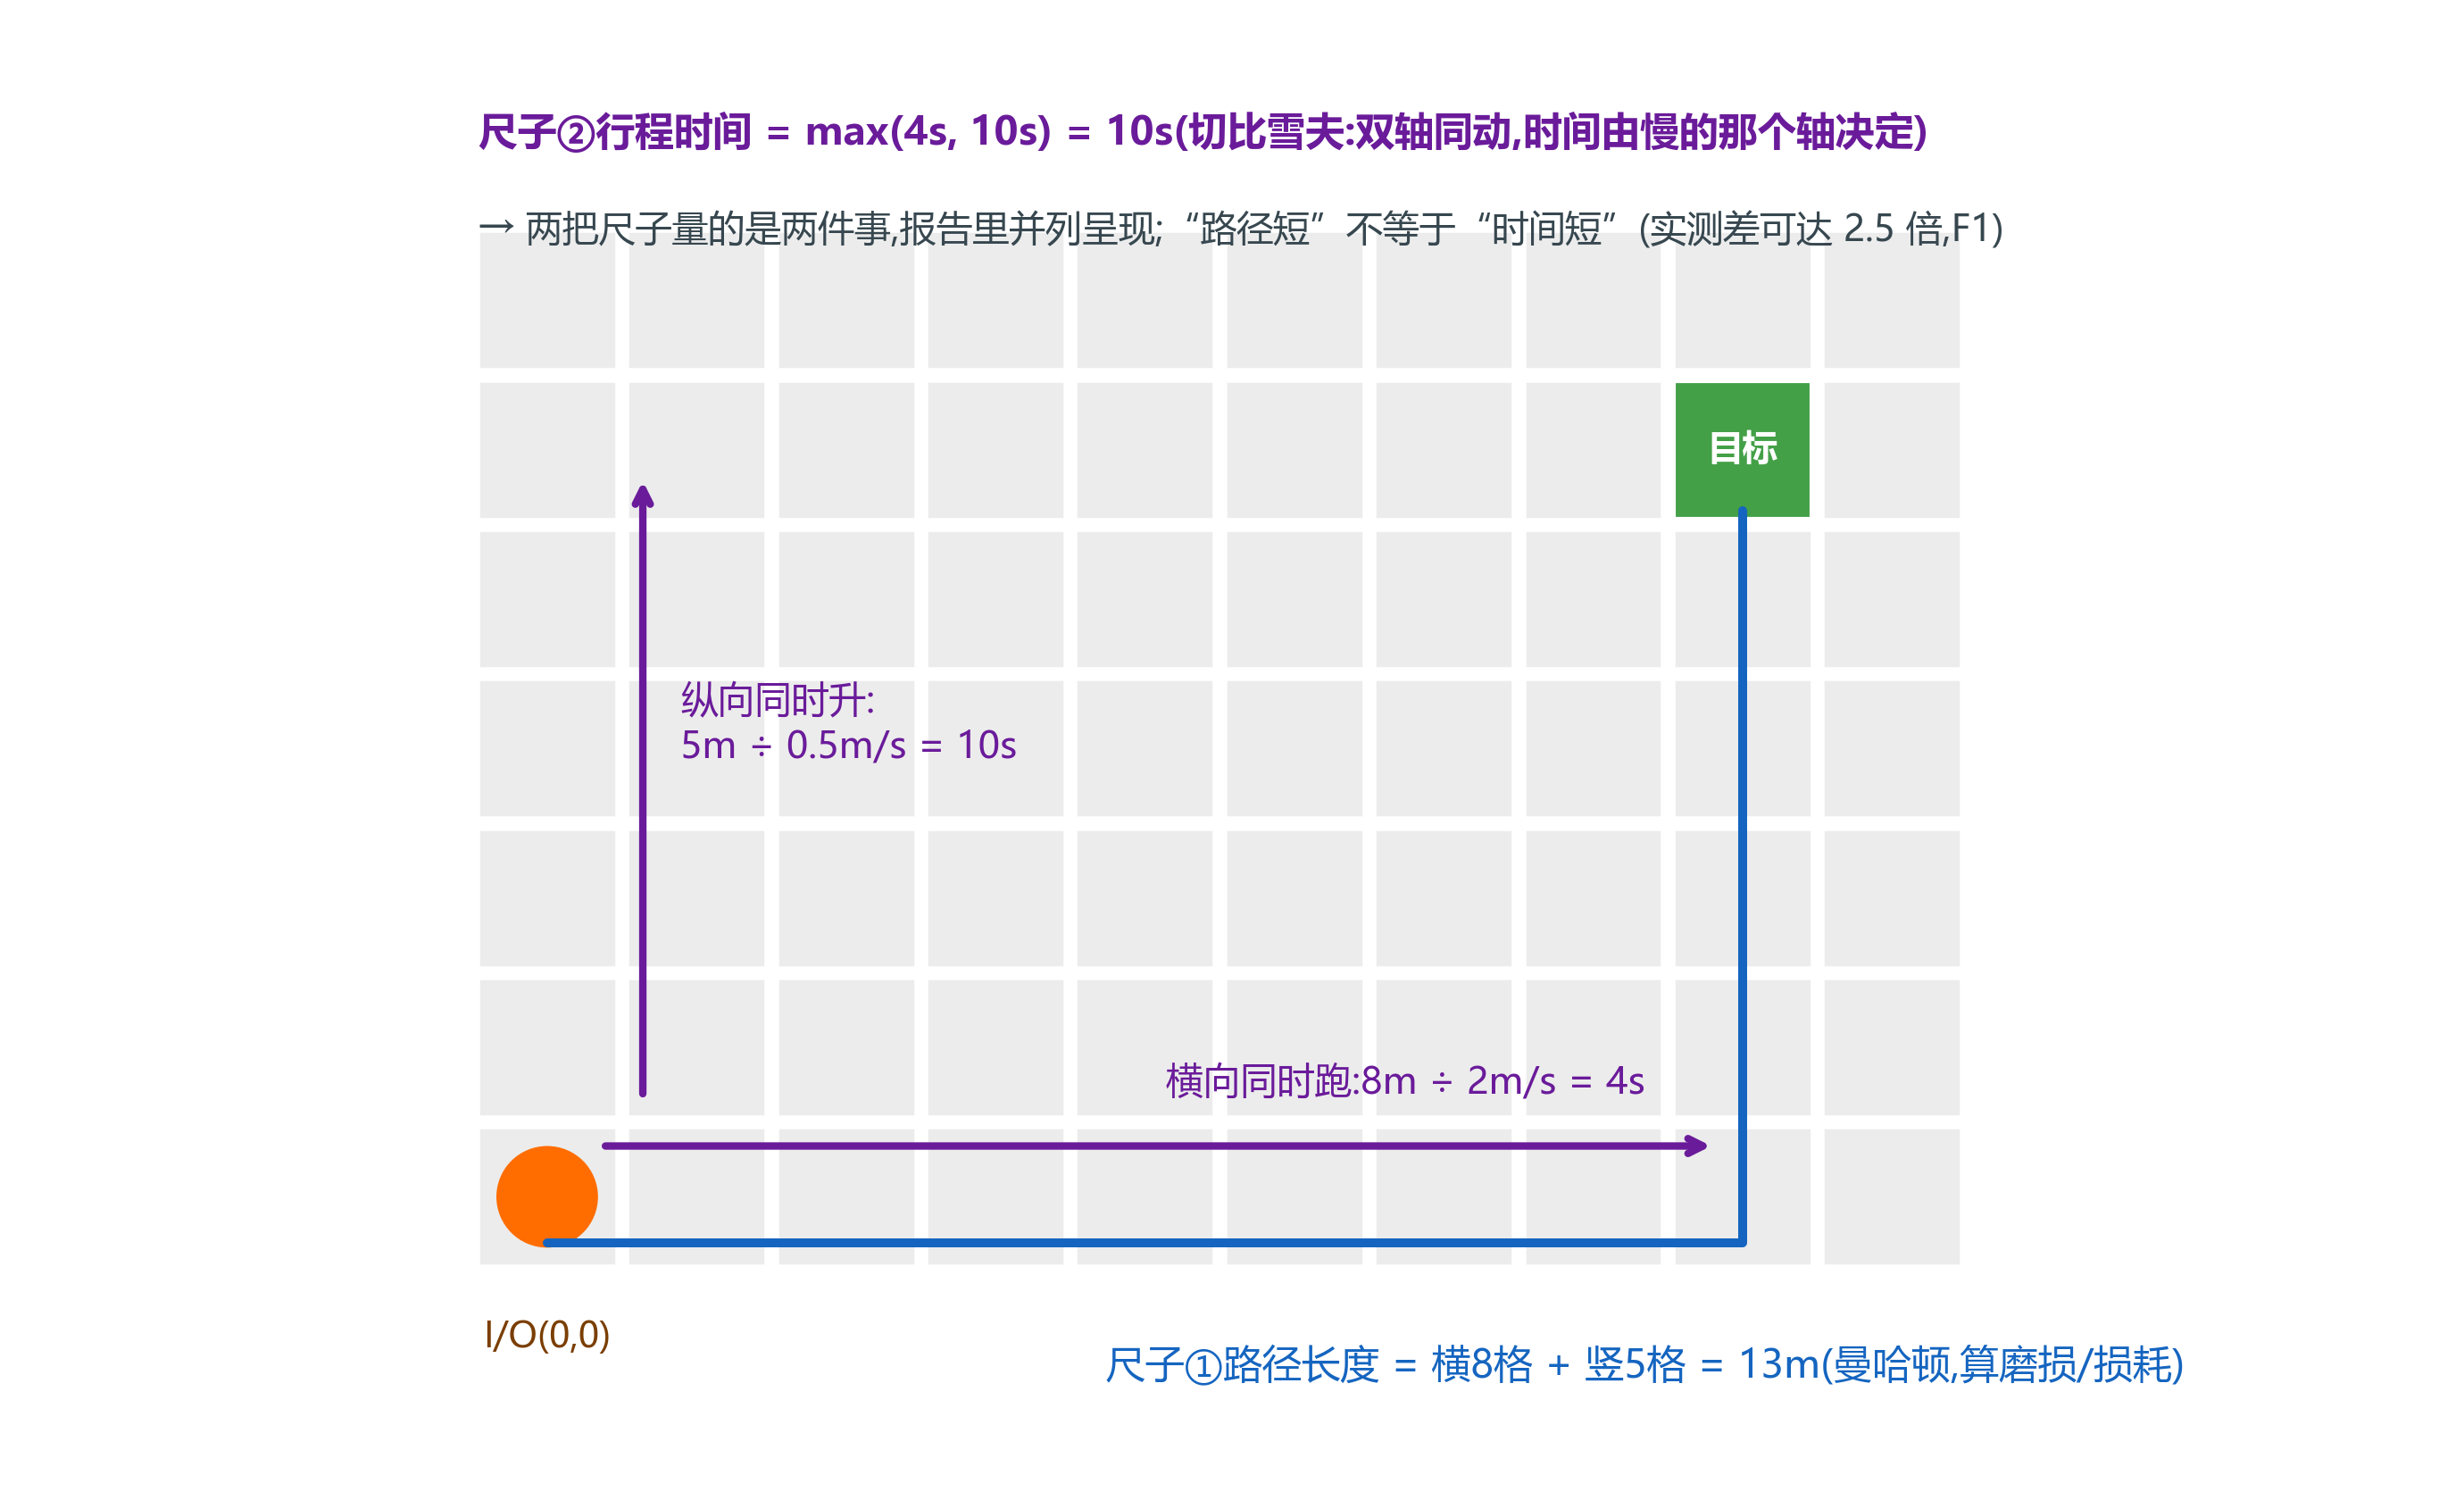 尺子②行程时间 = max(4s, 10s) = 10s(切比雪夫:双轴同动,时间由慢的那个轴决定)
→ 两把尺子量的是两件事,报告里并列呈现;“路径短”不等于“时间短”(实测差可达 2.5 倍,F1)
目标
纵向同时升:
5m ÷ 0.5m/s = 10s
横向同时跑:8m ÷ 2m/s = 4s
I/O(0,0)
尺子①路径长度 = 横8格 + 竖5格 = 13m(曼哈顿,算磨损/损耗)